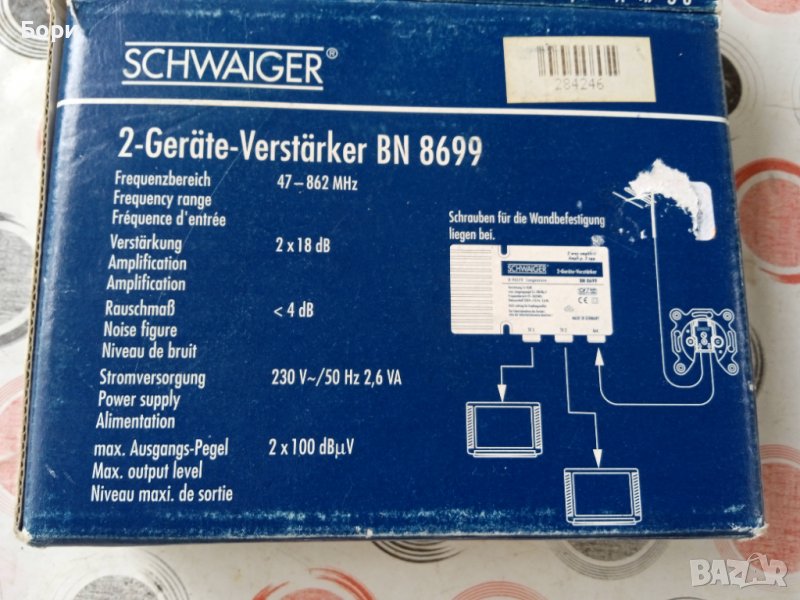 Бори
SCHWAIGER®
284246
2-Geräte-Verstärker BN 8699
Frequenzbereich 47–862 MHz
Frequency range
Fréquence d'entrée
Verstärkung 2 x 18 dB
Amplification
Amplification
Rauschmaß < 4 dB
Noise figure
Niveau de bruit
Stromversorgung 230 V~/50 Hz 2,6 VA
Power supply
Alimentation
max. Ausgangs-Pegel 2 x 100 dBµV
Max. output level
Niveau maxi. de sortie
Schrauben für die Wandbefestigung
liegen bei.
SCHWAIGER 2-Geräte-Verstärker
BN 8699
MADE IN GERMANY
BAZAR